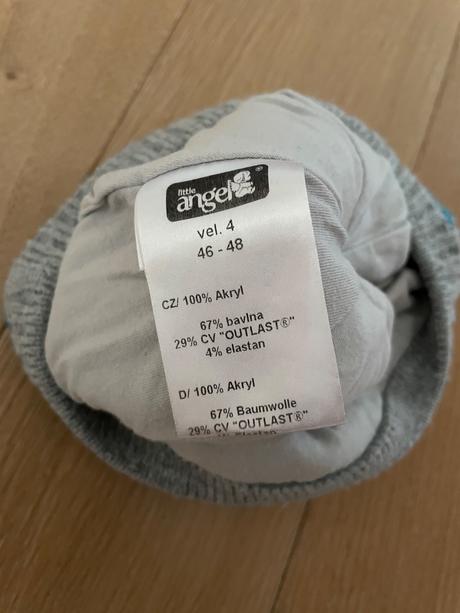 little
angel®
vel. 4
46 - 48
CZ/ 100% Akryl
67% bavlna
29% CV "OUTLAST®"
4% elastan
D/ 100% Akryl
67% Baumwolle
29% CV "OUTLAST®"
Elastan